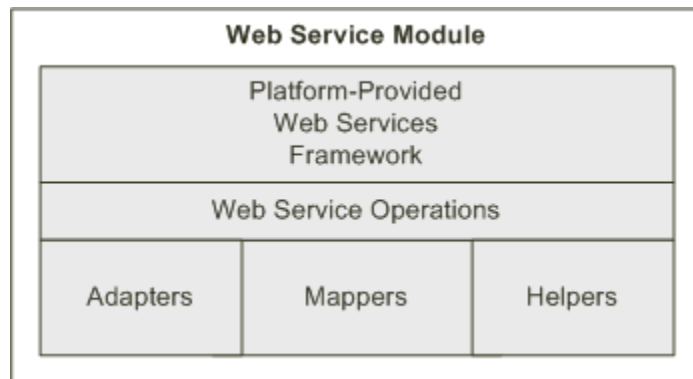 Web Service Module
Platform-Provided
Web Services
Framework
Web Service Operations
Adapters
Mappers
Helpers